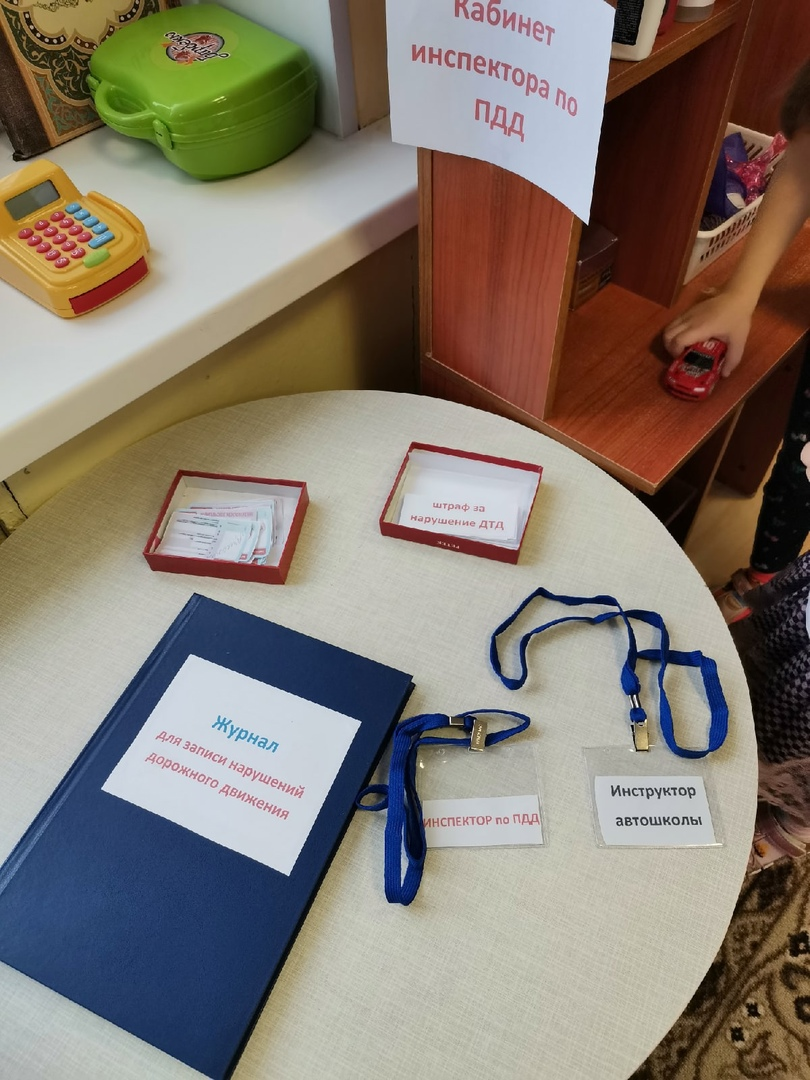 Кабинет
инспектора по
ПДД
штраф за
нарушение ДТД
Журнал
для записи нарушений
дорожного движения
ИНСПЕКТОР по ПДД
Инструктор
автошколы